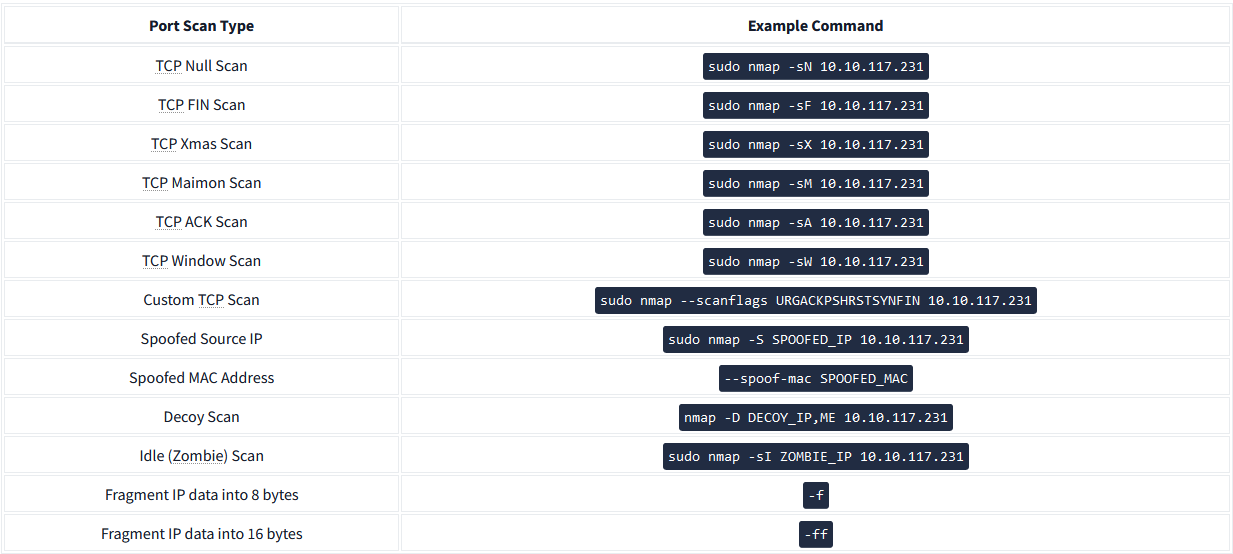 Port Scan Type Example Command
TCP Null Scan sudo nmap -sN 10.10.117.231
TCP FIN Scan sudo nmap -sF 10.10.117.231
TCP Xmas Scan sudo nmap -sX 10.10.117.231
TCP Maimon Scan sudo nmap -sM 10.10.117.231
TCP ACK Scan sudo nmap -sA 10.10.117.231
TCP Window Scan sudo nmap -sW 10.10.117.231
Custom TCP Scan sudo nmap --scanflags URGACKPSHRSTSYNFIN 10.10.117.231
Spoofed Source IP sudo nmap -S SPOOFED_IP 10.10.117.231
Spoofed MAC Address --spoof-mac SPOOFED_MAC
Decoy Scan nmap -D DECOY_IP,ME 10.10.117.231
Idle (Zombie) Scan sudo nmap -sI ZOMBIE_IP 10.10.117.231
Fragment IP data into 8 bytes -f
Fragment IP data into 16 bytes -ff